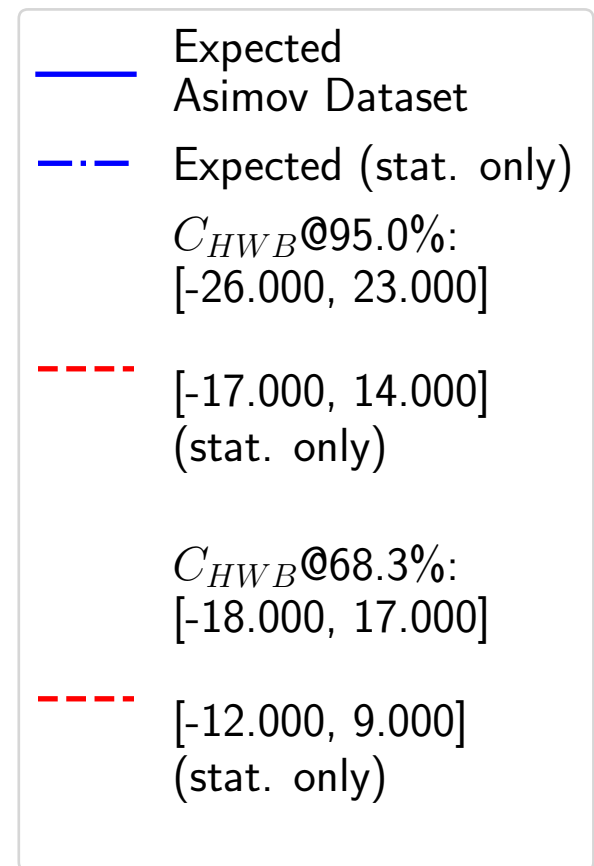 Expected
Asimov Dataset
Expected (stat. only)
C_{HWB}@95.0%:
[-26.000, 23.000]
[-17.000, 14.000]
(stat. only)
C_{HWB}@68.3%:
[-18.000, 17.000]
[-12.000, 9.000]
(stat. only)